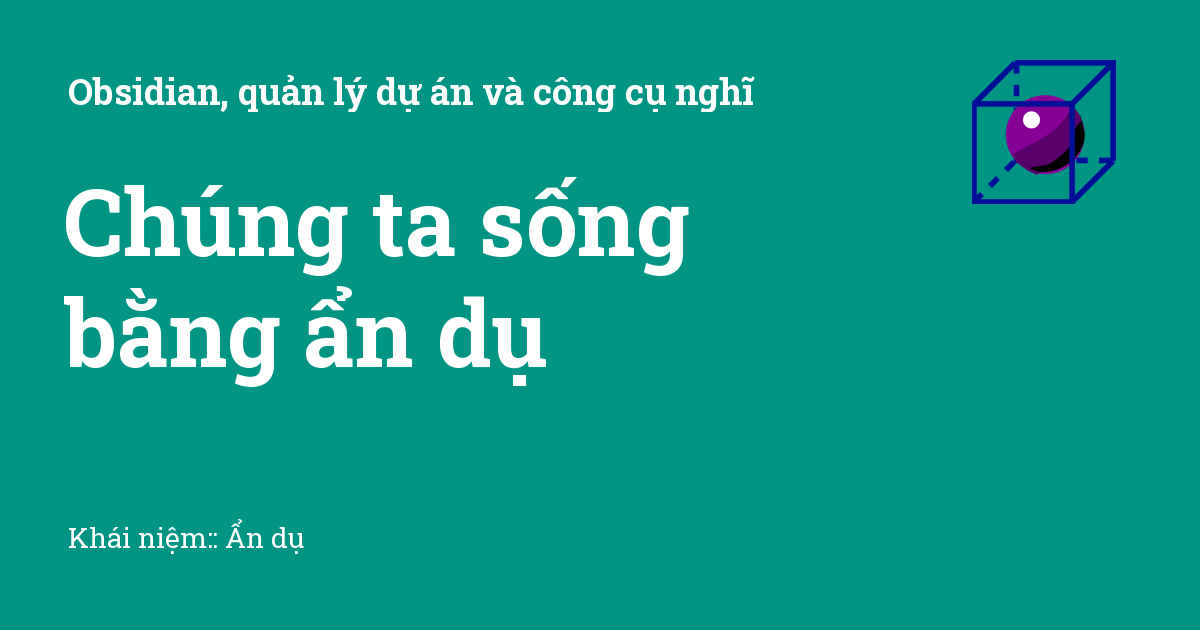 Obsidian, quản lý dự án và công cụ nghĩ
Chúng ta sống
bằng ẩn dụ
Khái niệm:: Ẩn dụ